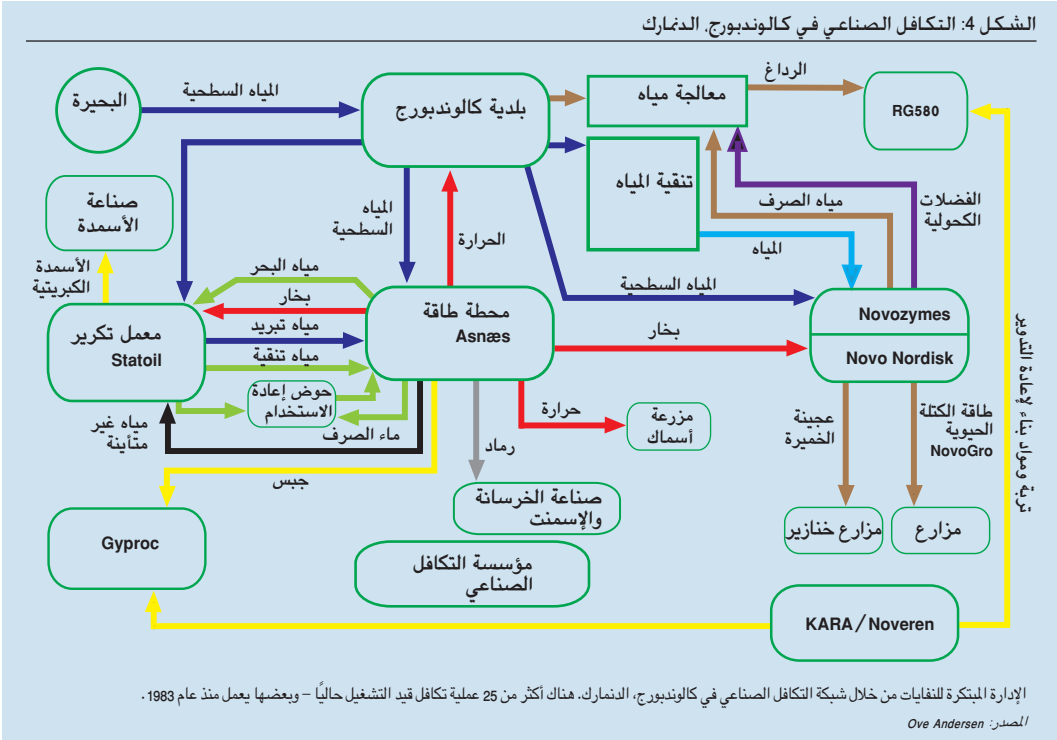 الشكل 4: التكافل الصناعي في كالوندبورج، الدنمارك
البحيرة
المياه السطحية
بلدية كالوندبورج
معالجة مياه
الرداغ
RG580
تنقية المياه
مياه الصرف
الفضلات
الكحولية
المياه
صناعة
الأسمدة
الأسمدة
الكبريتية
المياه
السطحية
الحرارة
المياه السطحية
مياه البحر
بخار
مياه تبريد
مياه تنقية
معمل تكرير
Statoil
محطة طاقة
Asnæs
بخار
Novozymes
Novo Nordisk
تربة ومواد بناء لإعادة التدوير
حوض إعادة
الاستخدام
ماء الصرف
مياه غير
متأينة
جبس
رماد
حرارة
مزرعة
أسماك
عجينة
الخميرة
طاقة الكتلة
الحيوية
NovoGro
صناعة الخرسانة
والإسمنت
مزارع خنازير
مزارع
Gyproc
مؤسسة التكافل
الصناعي
KARA/Noveren
الإدارة المبتكرة للنفايات من خلال شبكة التكافل الصناعي في كالوندبورج، الدنمارك. هناك أكثر من 25 عملية تكافل قيد التشغيل حاليًا – وبعضها يعمل منذ عام 1983.
المصدر: Ove Andersen